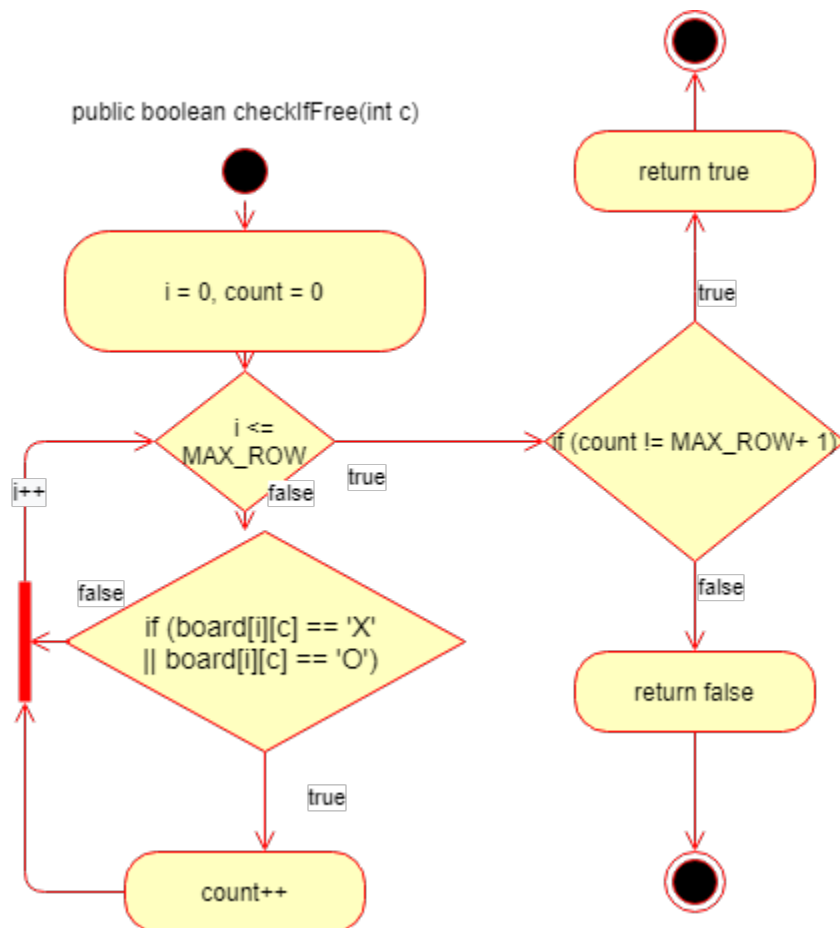 public boolean checkIfFree(int c)
return true
i = 0, count = 0
true
i <=
MAX_ROW
if (count != MAX_ROW+ 1)
true
i++
false
false
false
if (board[i][c] == 'X'
|| board[i][c] == 'O')
return false
true
count++